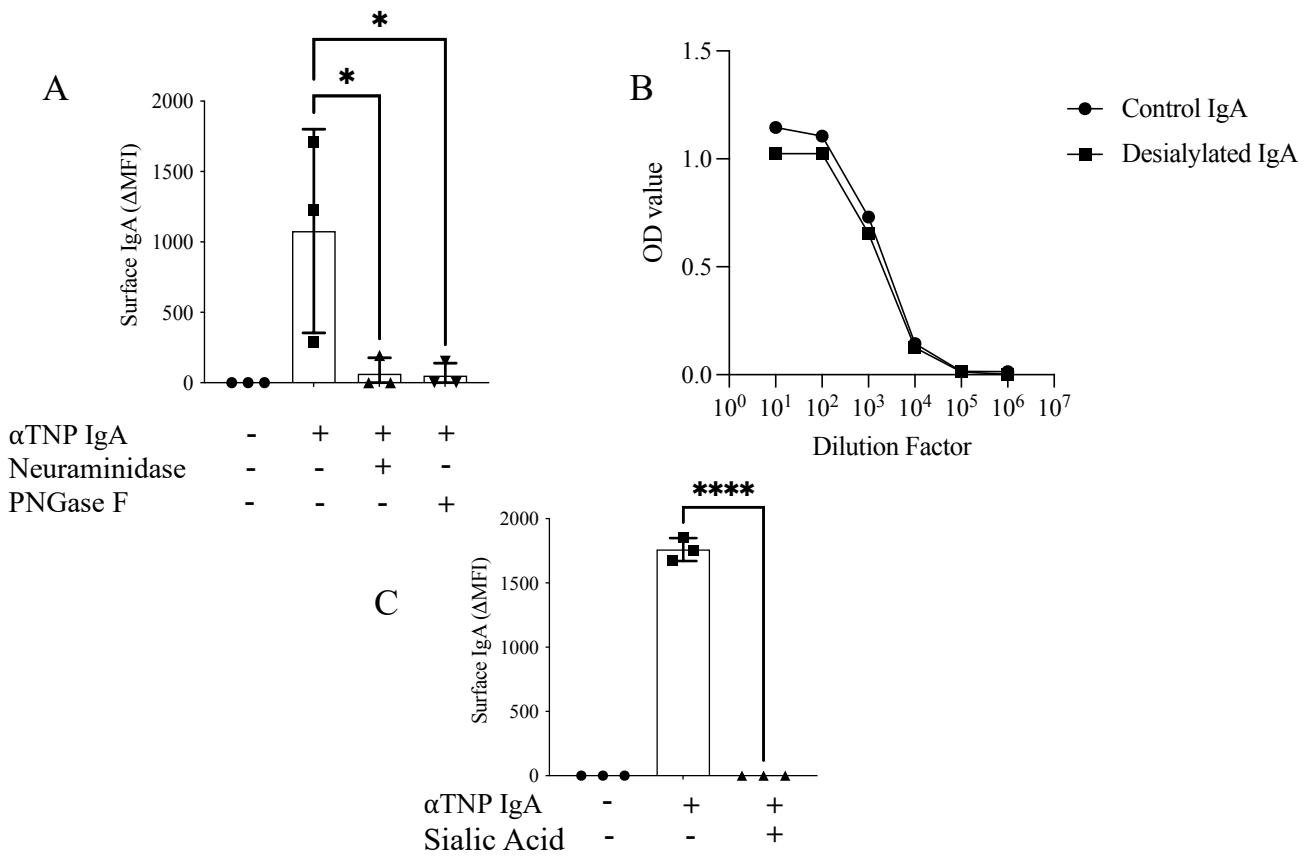 A
*
*
Surface IgA (ΔMFI)
2000
1500
1000
500
0
αTNP IgA - + + +
Neuraminidase - - + -
PNGase F - - - +
B
OD value
1.5
1.0
0.5
0.0
10⁰ 10¹ 10² 10³ 10⁴ 10⁵ 10⁶ 10⁷
Dilution Factor
Control IgA
Desialylated IgA
C
****
Surface IgA (ΔMFI)
2000
1500
1000
500
0
αTNP IgA - + +
Sialic Acid - - +